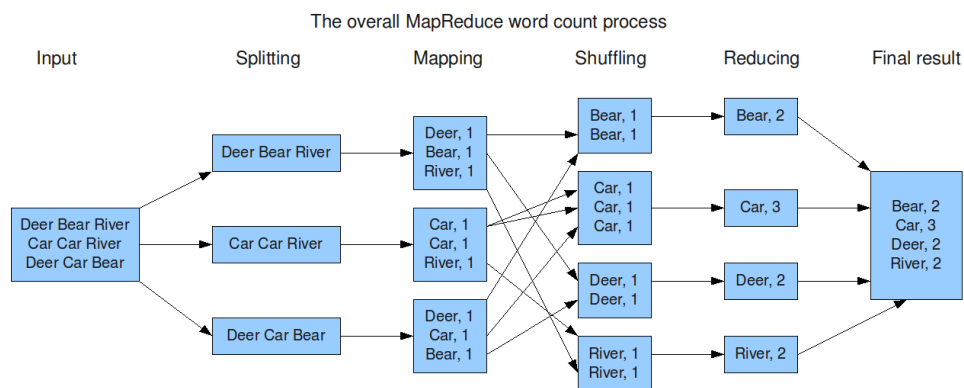 The overall MapReduce word count process
Input
Splitting
Mapping
Shuffling
Reducing
Final result
Deer Bear River
Car Car River
Deer Car Bear
Deer Bear River
Car Car River
Deer Car Bear
Deer, 1
Bear, 1
River, 1
Car, 1
Car, 1
River, 1
Deer, 1
Car, 1
Bear, 1
Bear, 1
Bear, 1
Car, 1
Car, 1
Car, 1
Deer, 1
Deer, 1
River, 1
River, 1
Bear, 2
Car, 3
Deer, 2
River, 2
Bear, 2
Car, 3
Deer, 2
River, 2